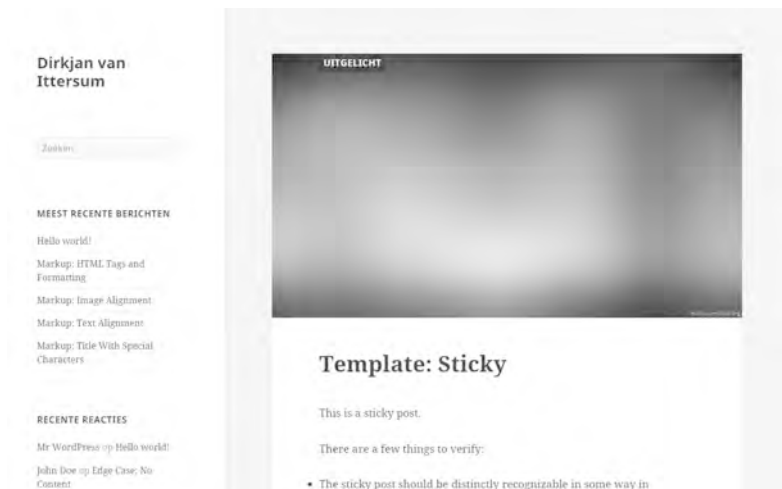 Dirkjan van
Ittersum
Zoeken
MEEST RECENTE BERICHTEN
Hello world!
Markup: HTML Tags and
Formatting
Markup: Image Alignment
Markup: Text Alignment
Markup: Title With Special
Characters
RECENTE REACTIES
Mr WordPress op Hello world!
John Doe op Edge Case: No
Content
UITGELICHT
Template: Sticky
This is a sticky post.
There are a few things to verify:
• The sticky post should be distinctly recognizable in some way in